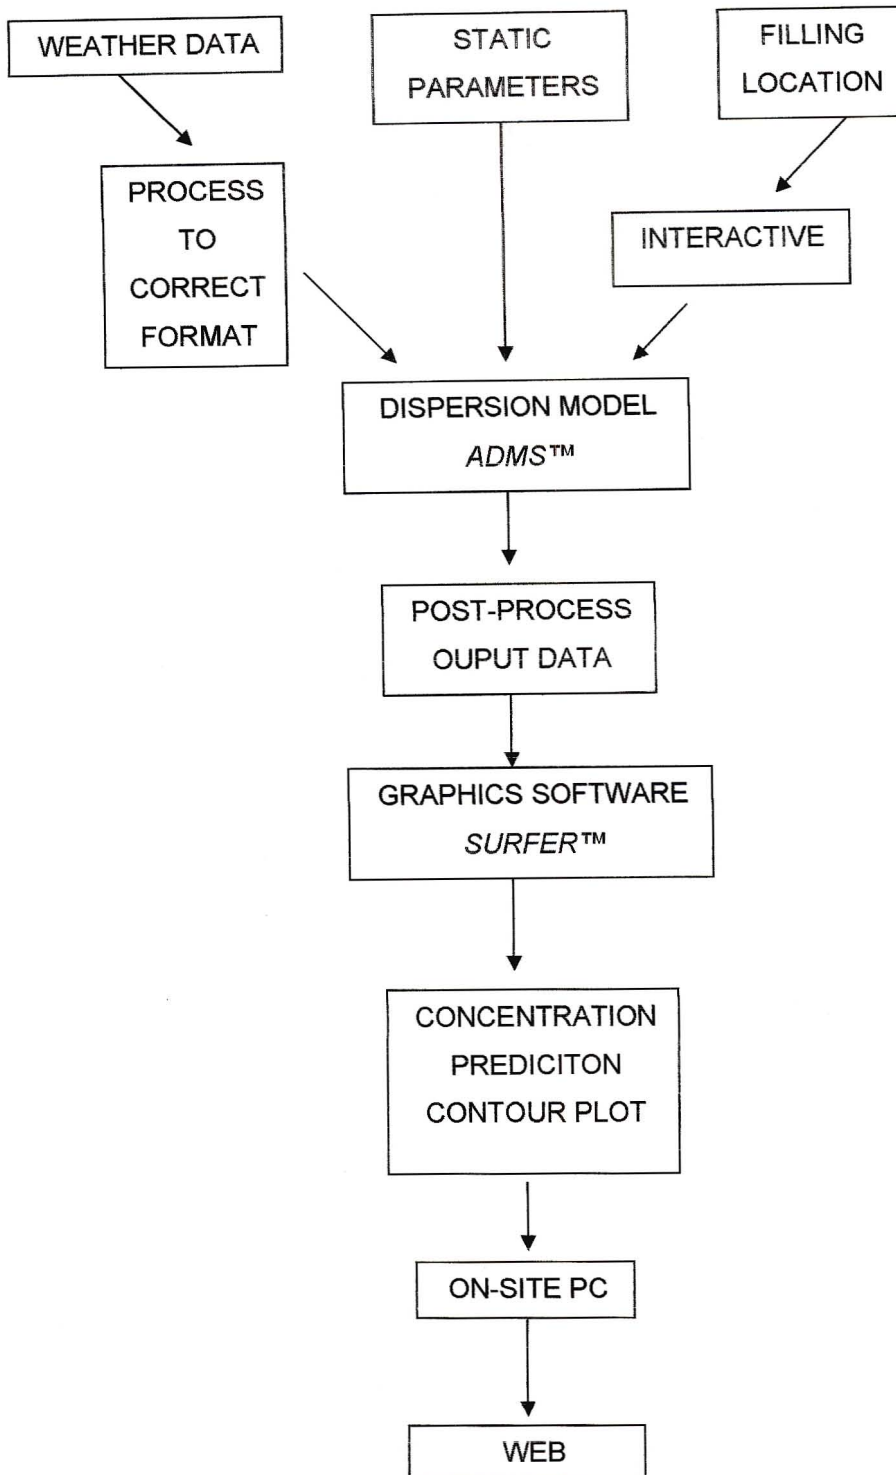 WEATHER DATA
STATIC
PARAMETERS
FILLING
LOCATION
PROCESS
TO
CORRECT
FORMAT
INTERACTIVE
DISPERSION MODEL
ADMS™
POST-PROCESS
OUPUT DATA
GRAPHICS SOFTWARE
SURFER™
CONCENTRATION
PREDICITON
CONTOUR PLOT
ON-SITE PC
WEB